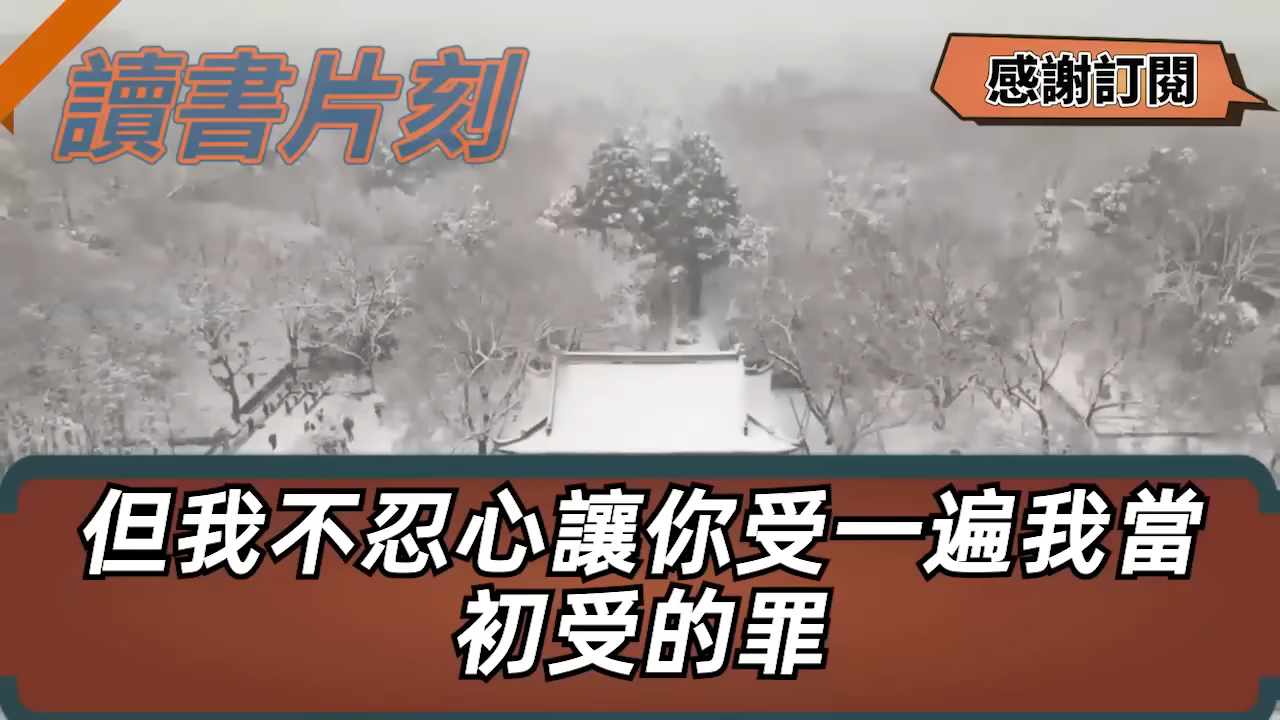 讀書片刻
感謝訂閱
但我不忍心讓你受一遍我當
初受的罪